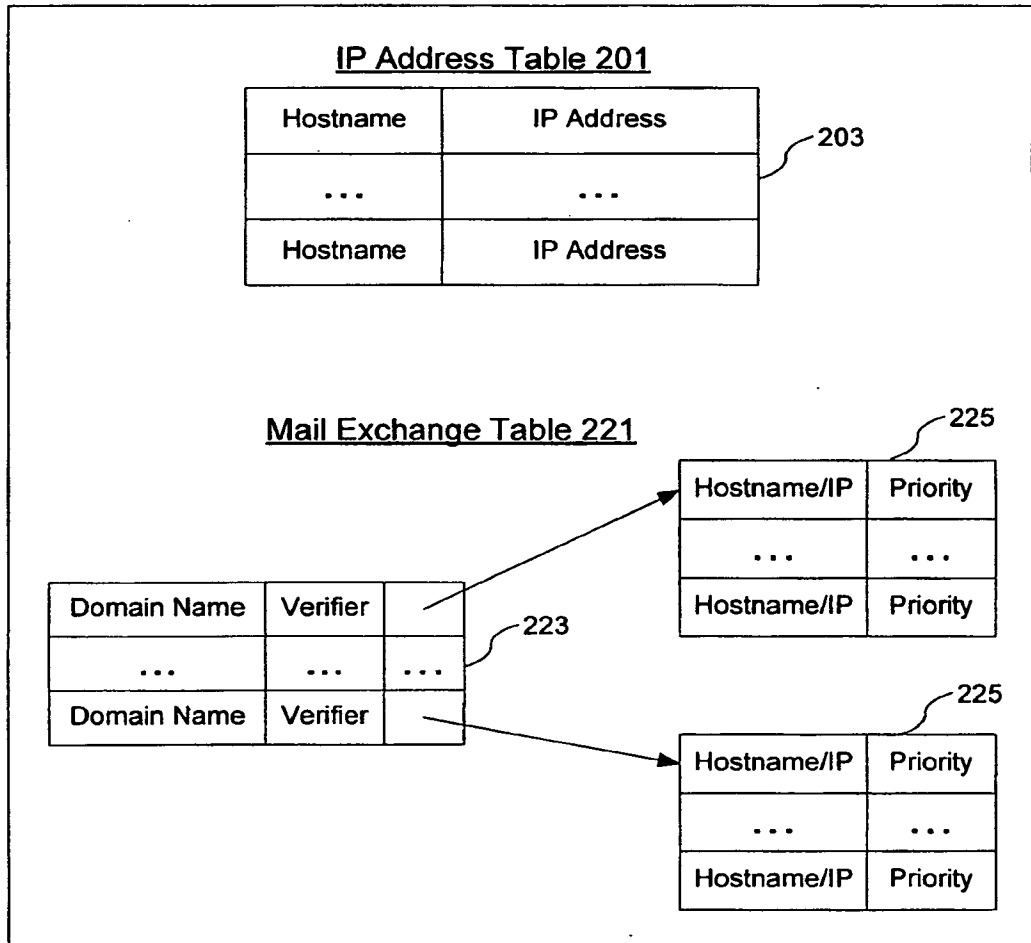 IP Address Table 201
Hostname IP Address
... ...
Hostname IP Address
203
Mail Exchange Table 221
225
Hostname/IP Priority
... ...
Hostname/IP Priority
Domain Name Verifier
... ... ...
Domain Name Verifier
223
225
Hostname/IP Priority
... ...
Hostname/IP Priority